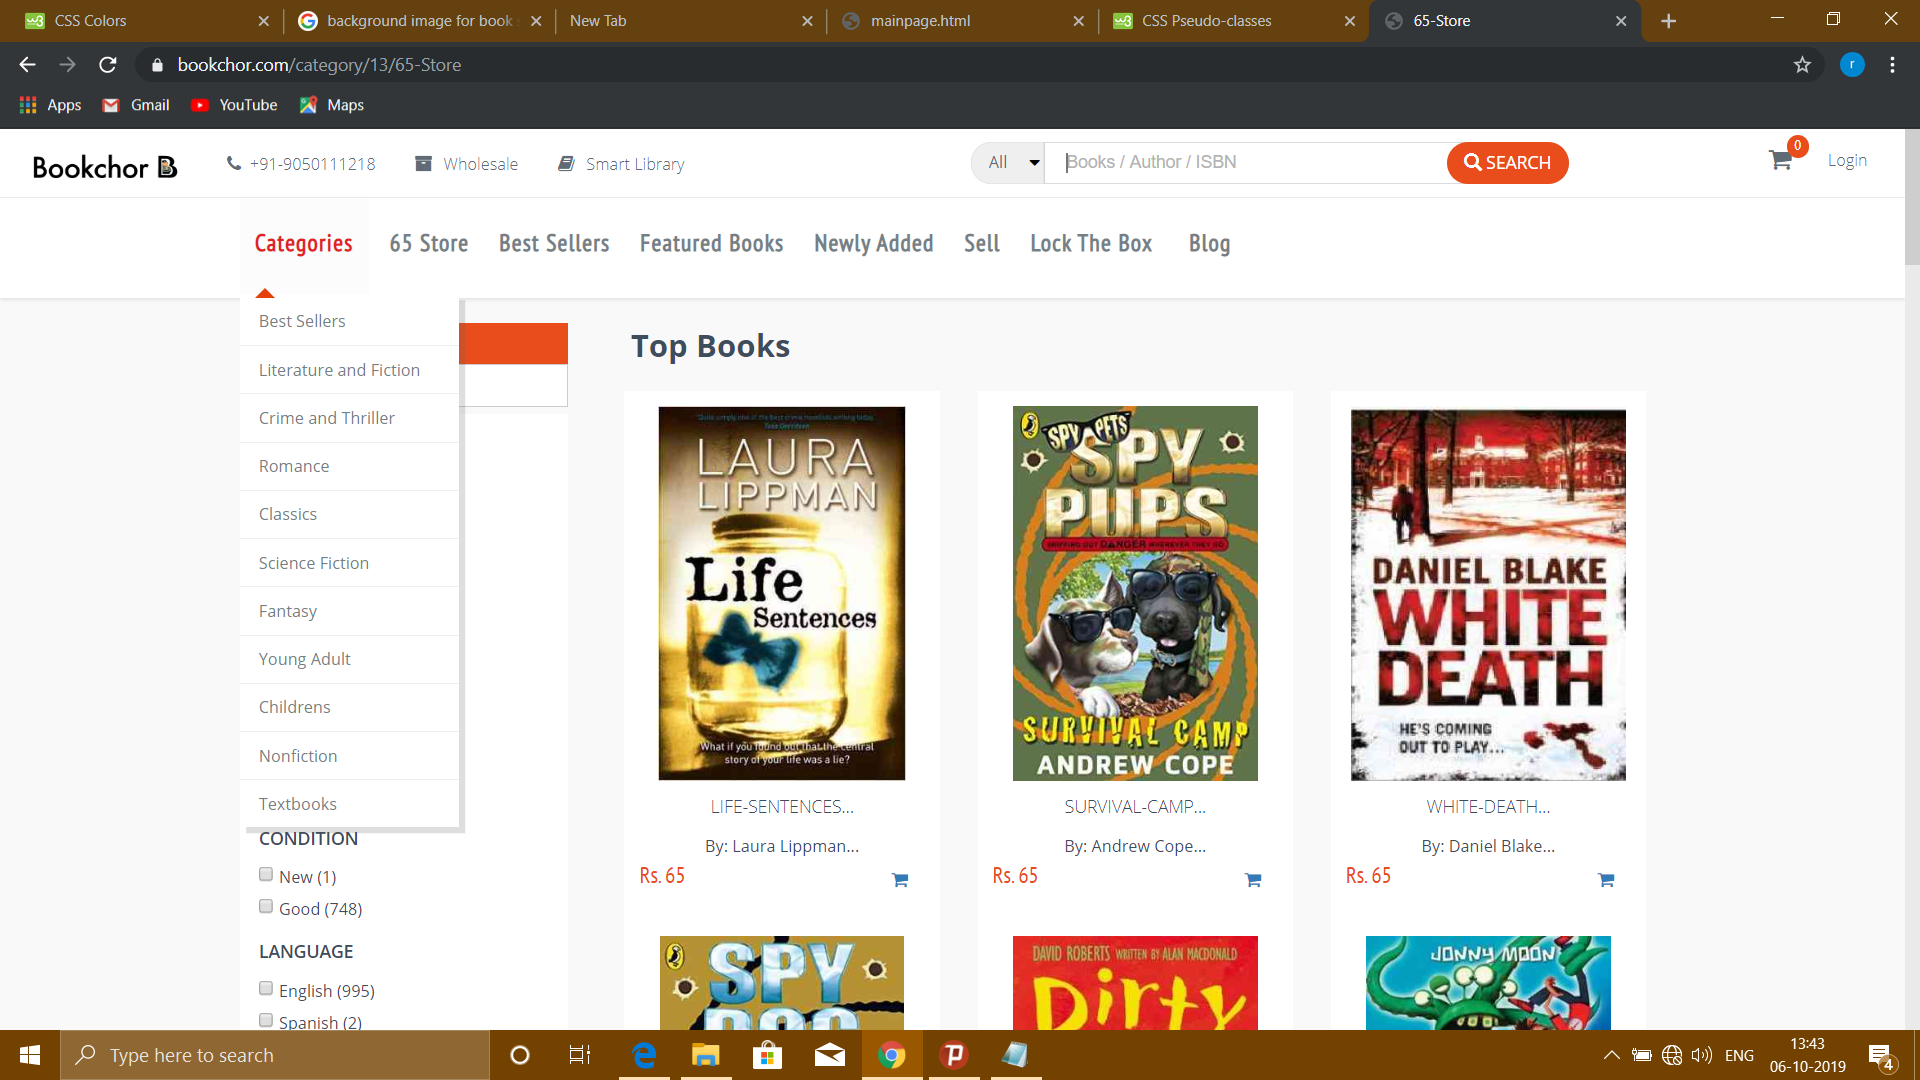 CSS Colors
background image for book s
New Tab
mainpage.html
CSS Pseudo-classes
65-Store
bookchor.com/category/13/65-Store
r
Apps
Gmail
YouTube
Maps
Bookchor B
+91-9050111218
Wholesale
Smart Library
All
Books / Author / ISBN
SEARCH
0
Login
Categories
65 Store
Best Sellers
Featured Books
Newly Added
Sell
Lock The Box
Blog
Best Sellers
Literature and Fiction
Crime and Thriller
Romance
Classics
Science Fiction
Fantasy
Young Adult
Childrens
Nonfiction
Textbooks
CONDITION
New (1)
Good (748)
LANGUAGE
English (995)
Spanish (2)
Top Books
LAURA
LIPPMAN
Life
Sentences
What if you found out that the central
story of your life was a lie?
LIFE-SENTENCES...
By: Laura Lippman...
Rs. 65
SPY PETS
SPY
PUPS
SNIFFING OUT DANGER WHEREVER THEY GO
SURVIVAL CAMP
ANDREW COPE
SURVIVAL-CAMP...
By: Andrew Cope...
Rs. 65
DANIEL BLAKE
WHITE
DEATH
HE'S COMING
OUT TO PLAY...
WHITE-DEATH...
By: Daniel Blake...
Rs. 65
SPY
DOG
DAVID ROBERTS WRITTEN BY ALAN MACDONALD
Dirty
JONNY MOON
Type here to search
ENG
13:43
06-10-2019
4